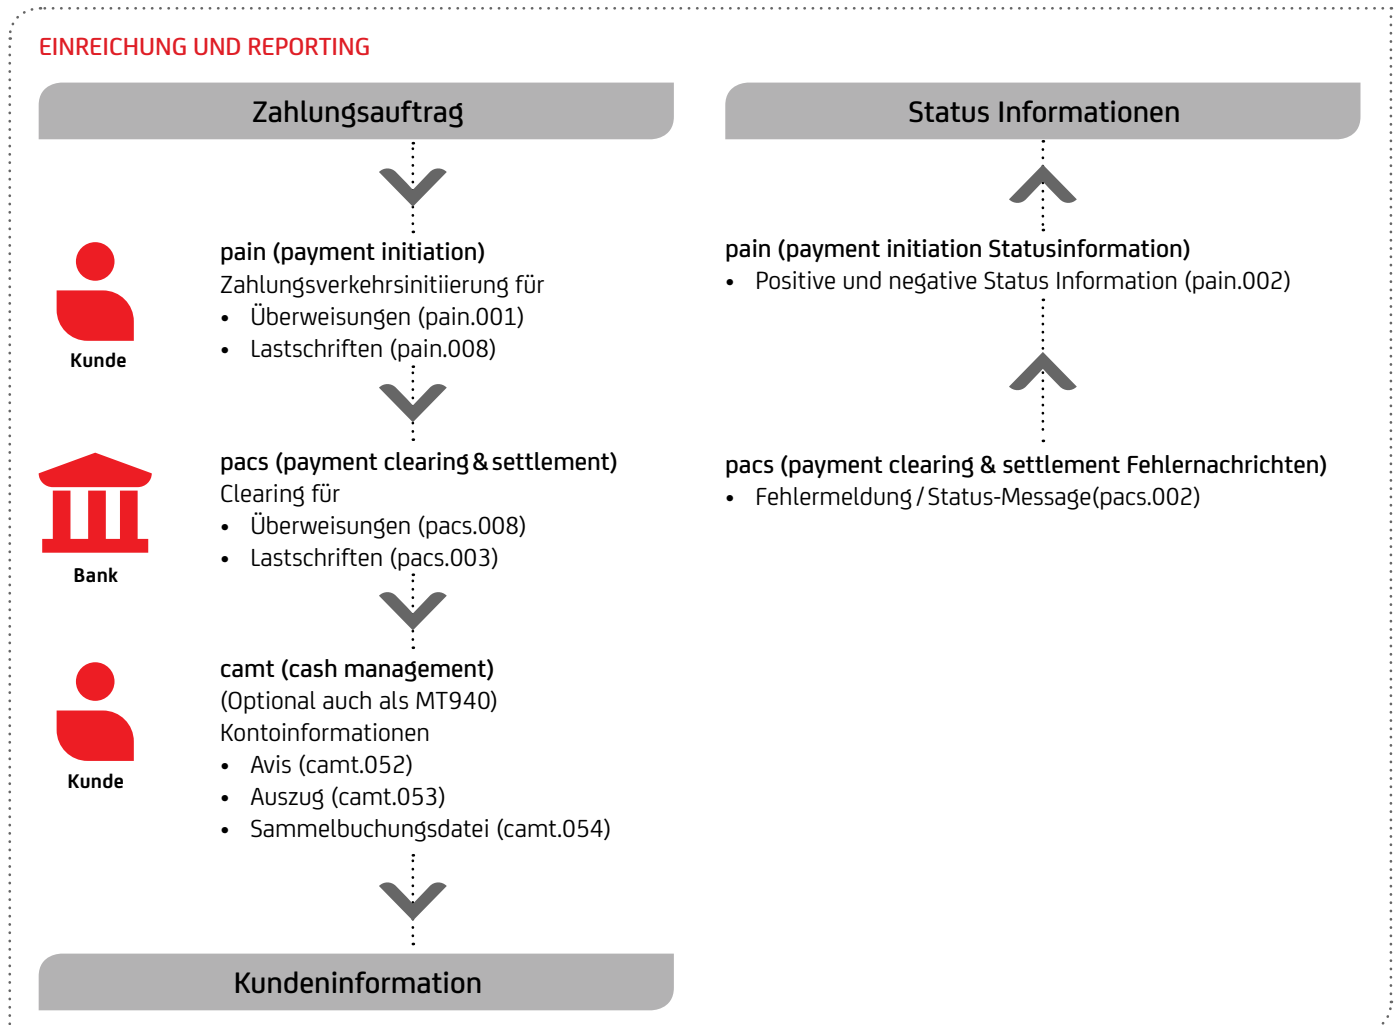 EINREICHUNG UND REPORTING
Zahlungsauftrag
pain (payment initiation)
Zahlungsverkehrsinitiierung für
• Überweisungen (pain.001)
• Lastschriften (pain.008)
Kunde
pacs (payment clearing & settlement)
Clearing für
• Überweisungen (pacs.008)
• Lastschriften (pacs.003)
Bank
camt (cash management)
(Optional auch als MT940)
Kontoinformationen
• Avis (camt.052)
• Auszug (camt.053)
• Sammelbuchungsdatei (camt.054)
Kunde
Kundeninformation
Status Informationen
pain (payment initiation Statusinformation)
• Positive und negative Status Information (pain.002)
pacs (payment clearing & settlement Fehlernachrichten)
• Fehlermeldung / Status-Message(pacs.002)